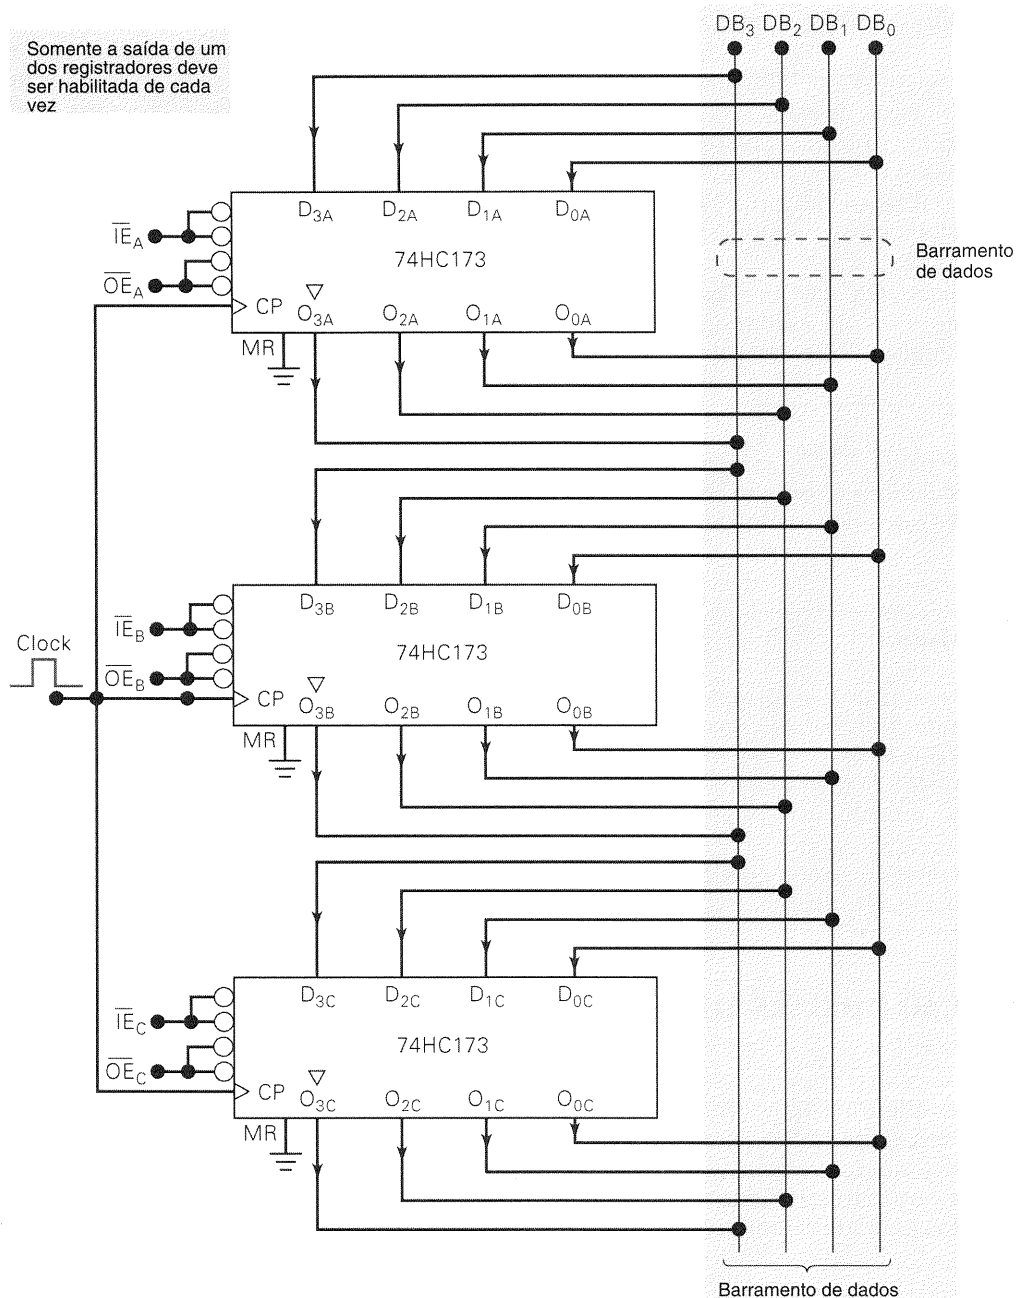 DB3 DB2 DB1 DB0
Somente a saída de um
dos registradores deve
ser habilitada de cada
vez
D3A D2A D1A D0A
IEA
74HC173
Barramento
de dados
OEA
CP
O3A O2A O1A O0A
MR
D3B D2B D1B D0B
IEB
Clock
74HC173
OEB
CP
O3B O2B O1B O0B
MR
D3C D2C D1C D0C
IEC
74HC173
OEC
CP
O3C O2C O1C O0C
MR
Barramento de dados